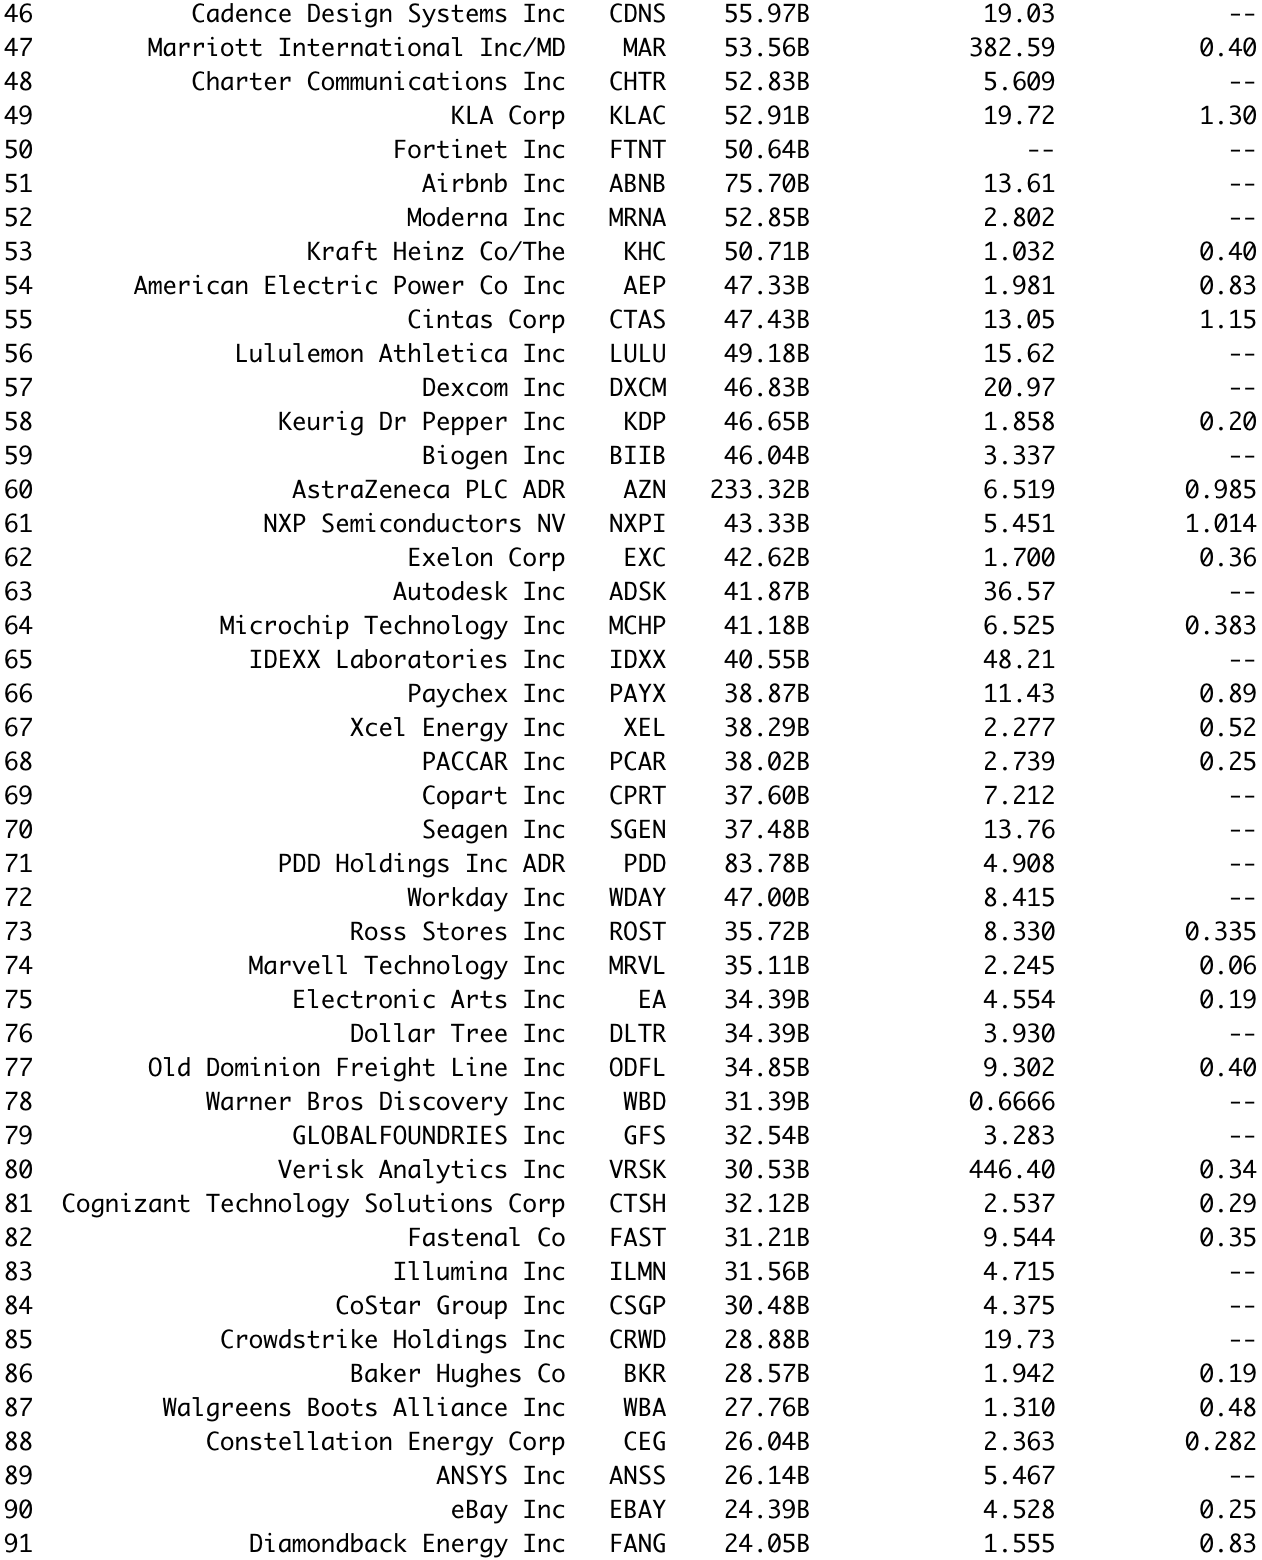 46 Cadence Design Systems Inc CDNS 55.97B 19.03 --
47 Marriott International Inc/MD MAR 53.56B 382.59 0.40
48 Charter Communications Inc CHTR 52.83B 5.609 --
49 KLA Corp KLAC 52.91B 19.72 1.30
50 Fortinet Inc FTNT 50.64B -- --
51 Airbnb Inc ABNB 75.70B 13.61 --
52 Moderna Inc MRNA 52.85B 2.802 --
53 Kraft Heinz Co/The KHC 50.71B 1.032 0.40
54 American Electric Power Co Inc AEP 47.33B 1.981 0.83
55 Cintas Corp CTAS 47.43B 13.05 1.15
56 Lululemon Athletica Inc LULU 49.18B 15.62 --
57 Dexcom Inc DXCM 46.83B 20.97 --
58 Keurig Dr Pepper Inc KDP 46.65B 1.858 0.20
59 Biogen Inc BIIB 46.04B 3.337 --
60 AstraZeneca PLC ADR AZN 233.32B 6.519 0.985
61 NXP Semiconductors NV NXPI 43.33B 5.451 1.014
62 Exelon Corp EXC 42.62B 1.700 0.36
63 Autodesk Inc ADSK 41.87B 36.57 --
64 Microchip Technology Inc MCHP 41.18B 6.525 0.383
65 IDEXX Laboratories Inc IDXX 40.55B 48.21 --
66 Paychex Inc PAYX 38.87B 11.43 0.89
67 Xcel Energy Inc XEL 38.29B 2.277 0.52
68 PACCAR Inc PCAR 38.02B 2.739 0.25
69 Copart Inc CPRT 37.60B 7.212 --
70 Seagen Inc SGEN 37.48B 13.76 --
71 PDD Holdings Inc ADR PDD 83.78B 4.908 --
72 Workday Inc WDAY 47.00B 8.415 --
73 Ross Stores Inc ROST 35.72B 8.330 0.335
74 Marvell Technology Inc MRVL 35.11B 2.245 0.06
75 Electronic Arts Inc EA 34.39B 4.554 0.19
76 Dollar Tree Inc DLTR 34.39B 3.930 --
77 Old Dominion Freight Line Inc ODFL 34.85B 9.302 0.40
78 Warner Bros Discovery Inc WBD 31.39B 0.6666 --
79 GLOBALFOUNDRIES Inc GFS 32.54B 3.283 --
80 Verisk Analytics Inc VRSK 30.53B 446.40 0.34
81 Cognizant Technology Solutions Corp CTSH 32.12B 2.537 0.29
82 Fastenal Co FAST 31.21B 9.544 0.35
83 Illumina Inc ILMN 31.56B 4.715 --
84 CoStar Group Inc CSGP 30.48B 4.375 --
85 Crowdstrike Holdings Inc CRWD 28.88B 19.73 --
86 Baker Hughes Co BKR 28.57B 1.942 0.19
87 Walgreens Boots Alliance Inc WBA 27.76B 1.310 0.48
88 Constellation Energy Corp CEG 26.04B 2.363 0.282
89 ANSYS Inc ANSS 26.14B 5.467 --
90 eBay Inc EBAY 24.39B 4.528 0.25
91 Diamondback Energy Inc FANG 24.05B 1.555 0.83